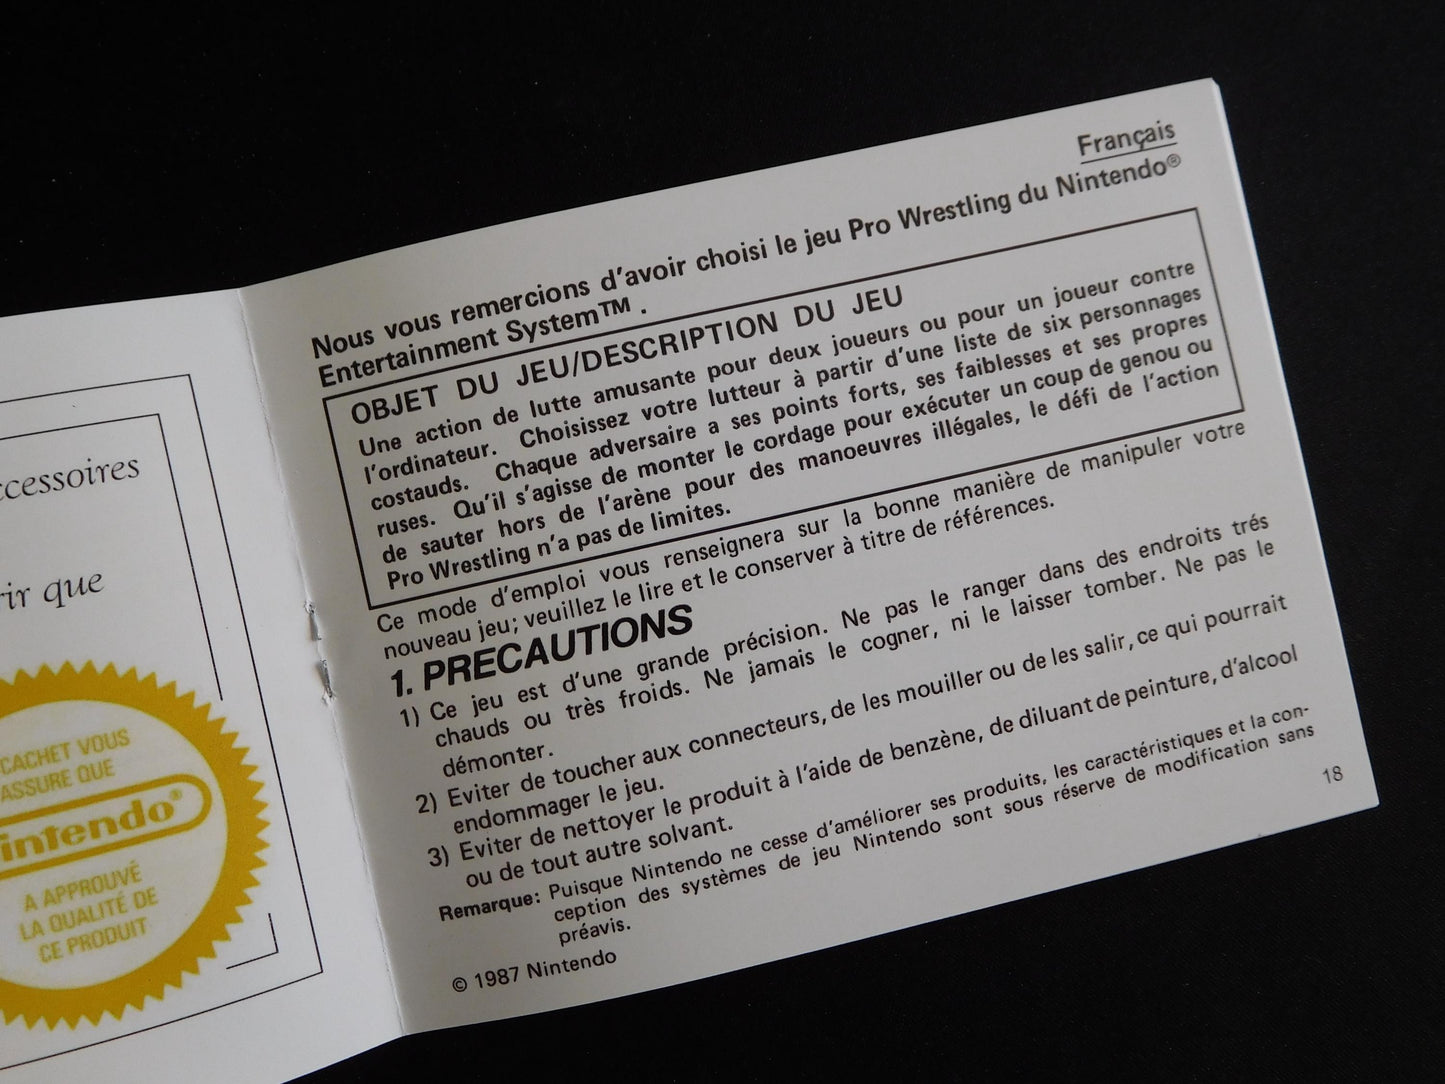 ccessoires
rir que
CACHET VOUS
ASSURE QUE
Nintendo®
A APPROUVÉ
LA QUALITÉ DE
CE PRODUIT
Français
Nous vous remercions d'avoir choisi le jeu Pro Wrestling du Nintendo®
Entertainment System™ .
OBJET DU JEU/DESCRIPTION DU JEU
Une action de lutte amusante pour deux joueurs ou pour un joueur contre
l'ordinateur. Choisissez votre lutteur à partir d'une liste de six personnages
costauds. Chaque adversaire a ses points forts, ses faiblesses et ses propres
ruses. Qu'il s'agisse de monter le cordage pour exécuter un coup de genou ou
de sauter hors de l'arène pour des manoeuvres illégales, le défi de l'action
Pro Wrestling n'a pas de limites.
Ce mode d'emploi vous renseignera sur la bonne manière de manipuler votre
nouveau jeu; veuillez le lire et le conserver à titre de références.
1. PRECAUTIONS
1) Ce jeu est d'une grande précision. Ne pas le ranger dans des endroits trés
chauds ou très froids. Ne jamais le cogner, ni le laisser tomber. Ne pas le
démonter.
2) Eviter de toucher aux connecteurs, de les mouiller ou de les salir, ce qui pourrait
endommager le jeu.
3) Eviter de nettoyer le produit à l'aide de benzène, de diluant de peinture, d'alcool
ou de tout autre solvant.
Remarque: Puisque Nintendo ne cesse d'améliorer ses produits, les caractéristiques et la con-
ception des systèmes de jeu Nintendo sont sous réserve de modification sans
préavis.
© 1987 Nintendo
18